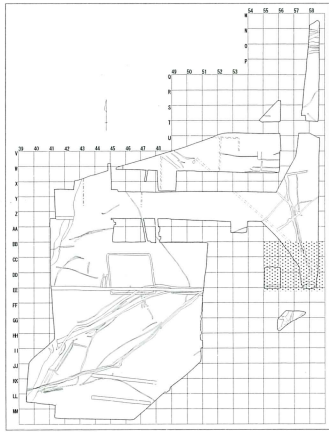 54 55 56 57 58
M
N
O
P
49 50 51 52 53
Q
R
S
T
U
39 40 41 42 43 44 45 46 47 48
V
W
X
Y
Z
AA
BB
CC
DD
EE
FF
GG
HH
II
JJ
KK
LL
MM